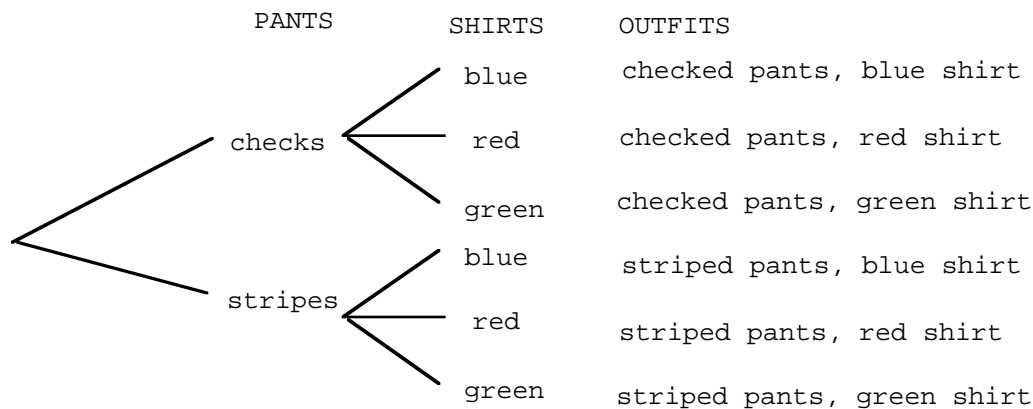 PANTS SHIRTS OUTFITS
blue checked pants, blue shirt
checks red checked pants, red shirt
green checked pants, green shirt
blue striped pants, blue shirt
stripes red striped pants, red shirt
green striped pants, green shirt